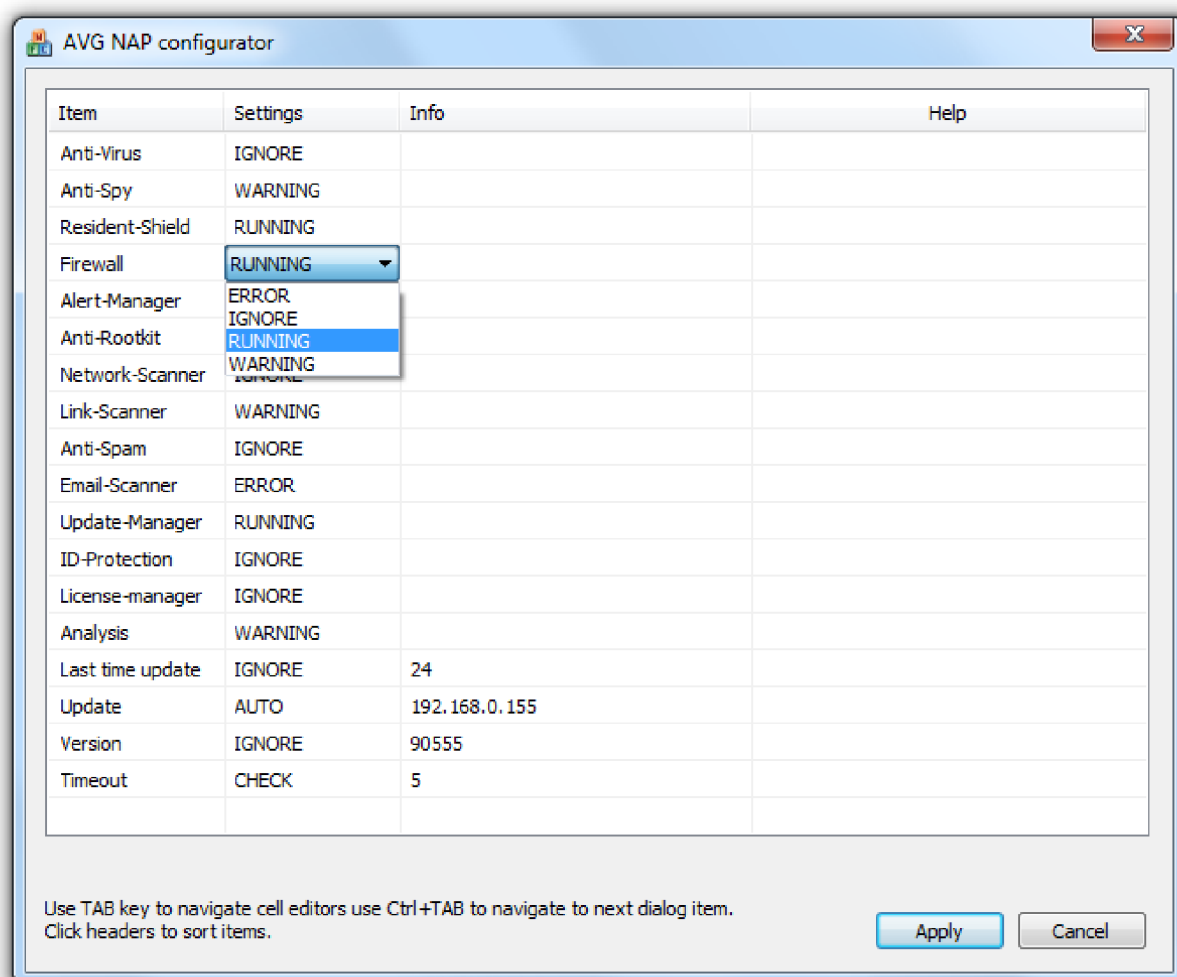 AVG NAP configurator
Item Settings Info Help
Anti-Virus IGNORE
Anti-Spy WARNING
Resident-Shield RUNNING
Firewall RUNNING
Alert-Manager ERROR
IGNORE
Anti-Rootkit RUNNING
Network-Scanner WARNING
Link-Scanner WARNING
Anti-Spam IGNORE
Email-Scanner ERROR
Update-Manager RUNNING
ID-Protection IGNORE
License-manager IGNORE
Analysis WARNING
Last time update IGNORE 24
Update AUTO 192.168.0.155
Version IGNORE 90555
Timeout CHECK 5
Use TAB key to navigate cell editors use Ctrl+TAB to navigate to next dialog item.
Click headers to sort items.
Apply Cancel